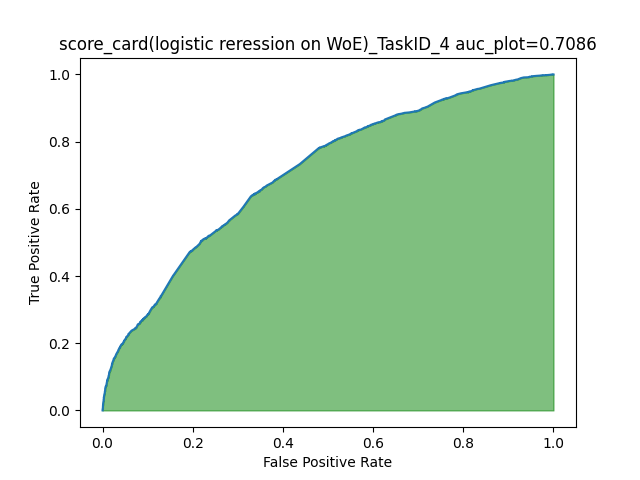 score_card(logistic reression on WoE)_TaskID_4 auc_plot=0.7086
1.0
0.8
0.6
0.4
0.2
0.0
True Positive Rate
0.0 0.2 0.4 0.6 0.8 1.0
False Positive Rate